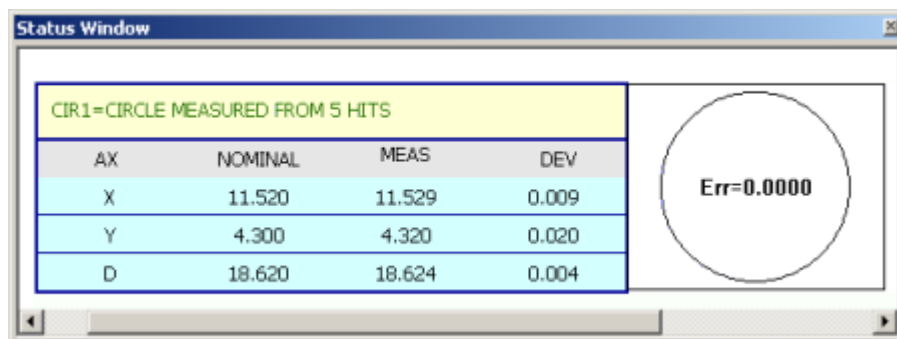 Status Window
CIR1=CIRCLE MEASURED FROM 5 HITS
AX NOMINAL MEAS DEV
X 11.520 11.529 0.009
Y 4.300 4.320 0.020
D 18.620 18.624 0.004
Err=0.0000